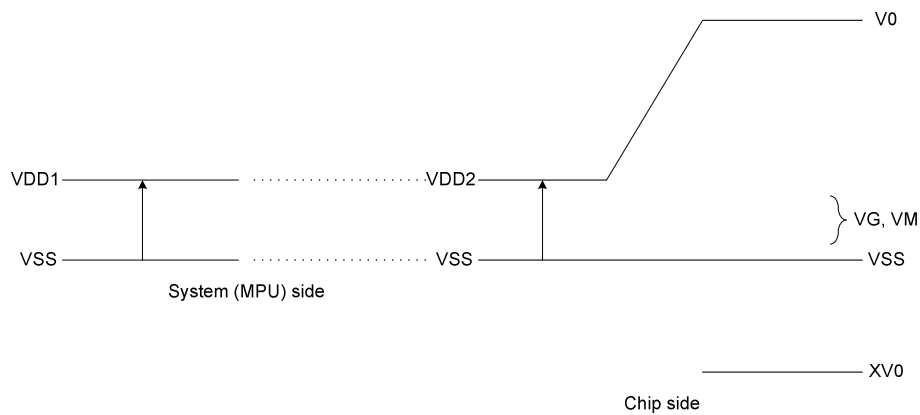 V0
VDD1
VDD2
VG, VM
VSS
VSS
VSS
System (MPU) side
XV0
Chip side